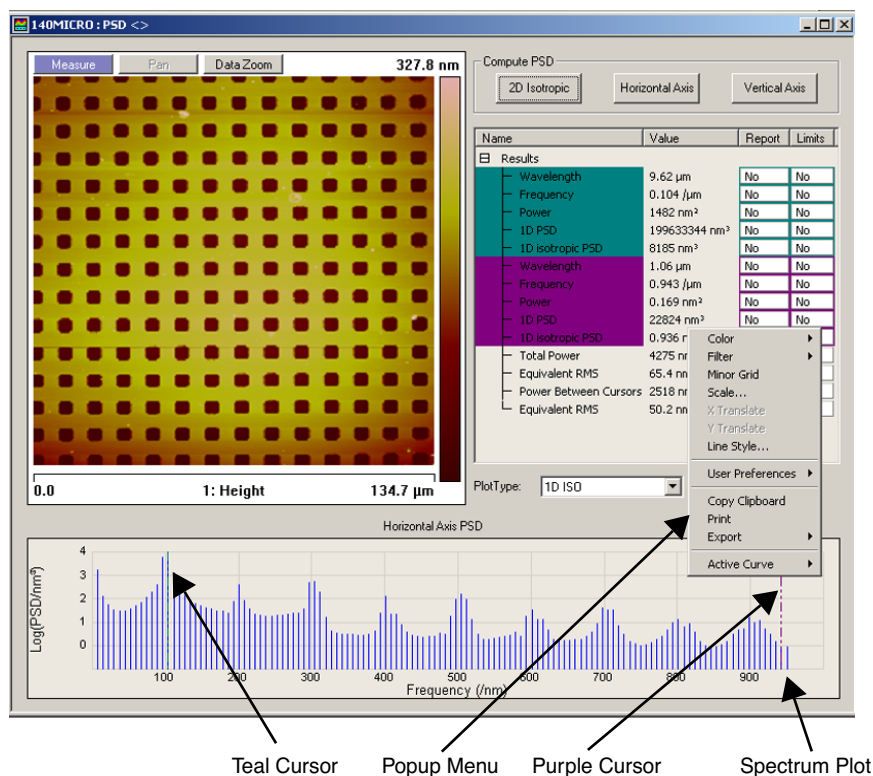 140MICRO : PSD <>
Measure Pan Data Zoom 327.8 nm
Compute PSD
2D Isotropic Horizontal Axis Vertical Axis
Name Value Report Limits
Results
Wavelength 9.62 µm No No
Frequency 0.104 /µm No No
Power 1482 nm² No No
1D PSD 199633344 nm³ No No
1D isotropic PSD 8185 nm³ No No
Wavelength 1.06 µm No No
Frequency 0.943 /µm No No
Power 0.169 nm² No No
1D PSD 22824 nm³ No No
1D isotropic PSD 0.936 r
Total Power 4275 nr
Equivalent RMS 65.4 nn
Power Between Cursors 2518 nr
Equivalent RMS 50.2 nn
Color
Filter
Minor Grid
Scale...
X Translate
Y Translate
Line Style...
User Preferences
Copy Clipboard
Print
Export
Active Curve
0.0 1: Height 134.7 µm
PlotType: 1D ISO
Horizontal Axis PSD
Log(PSD/nm⁴)
4
3
2
1
0
100 200 300 400 500 600 700 800 900
Frequency (/nm)
Teal Cursor Popup Menu Purple Cursor Spectrum Plot